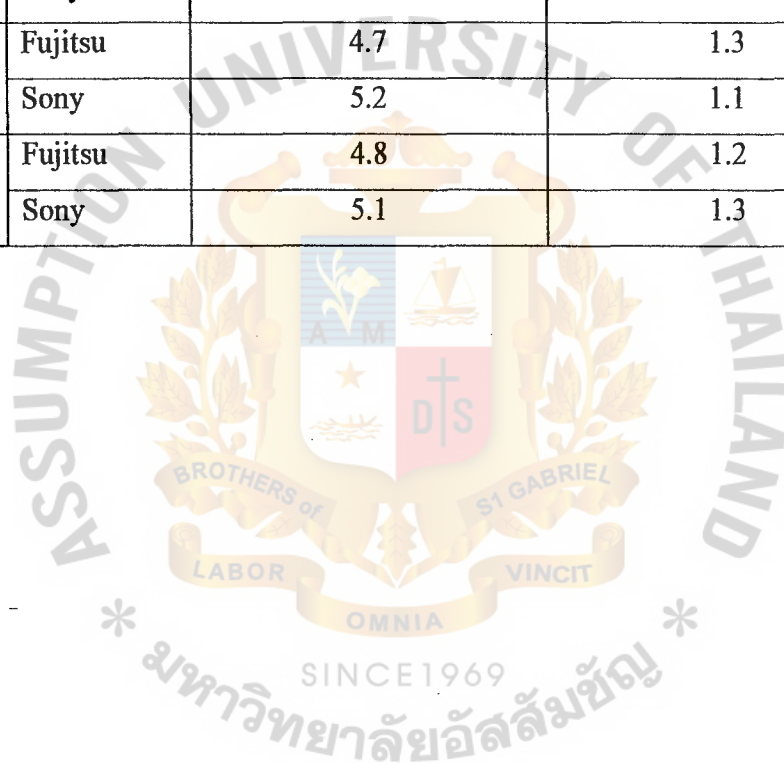 Fujitsu 4.7 1.3
Sony 5.2 1.1
Fujitsu 4.8 1.2
Sony 5.1 1.3
ASSUMPTION UNIVERSITY OF THAILAND
A M
D S
BROTHERS of ST GABRIEL
LABOR OMNIA VINCIT
SINCE1969
* มหาวิทยาลัยอัสสัมชัญ *